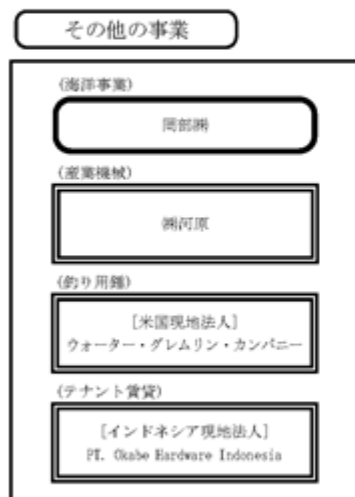 その他の事業
(海洋事業)
岡部㈱
(産業機械)
㈱河原
(釣り用錘)
[米国現地法人]
ウォーター・グレムリン・カンパニー
(テナント賃貸)
[インドネシア現地法人]
PT. Okabe Hardware Indonesia